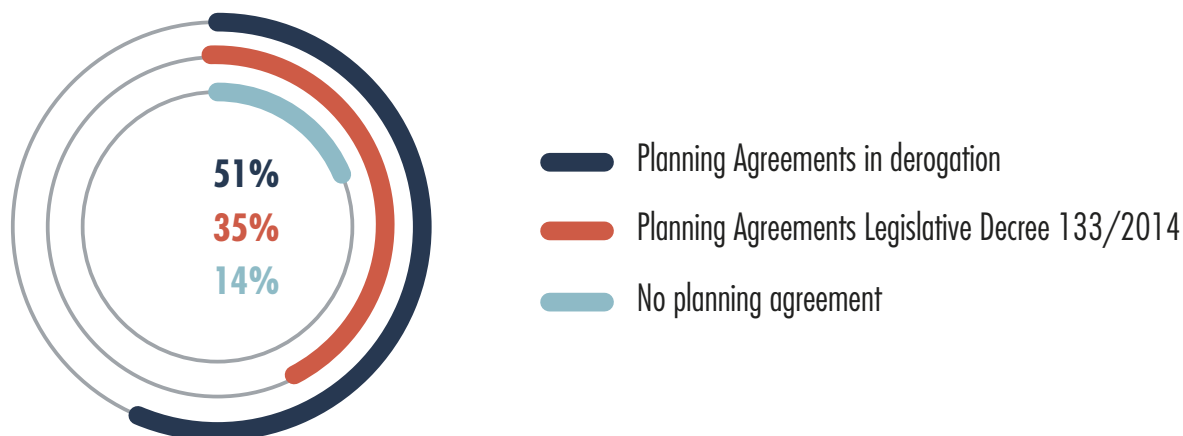 51%
35%
14%
Planning Agreements in derogation
Planning Agreements Legislative Decree 133/2014
No planning agreement